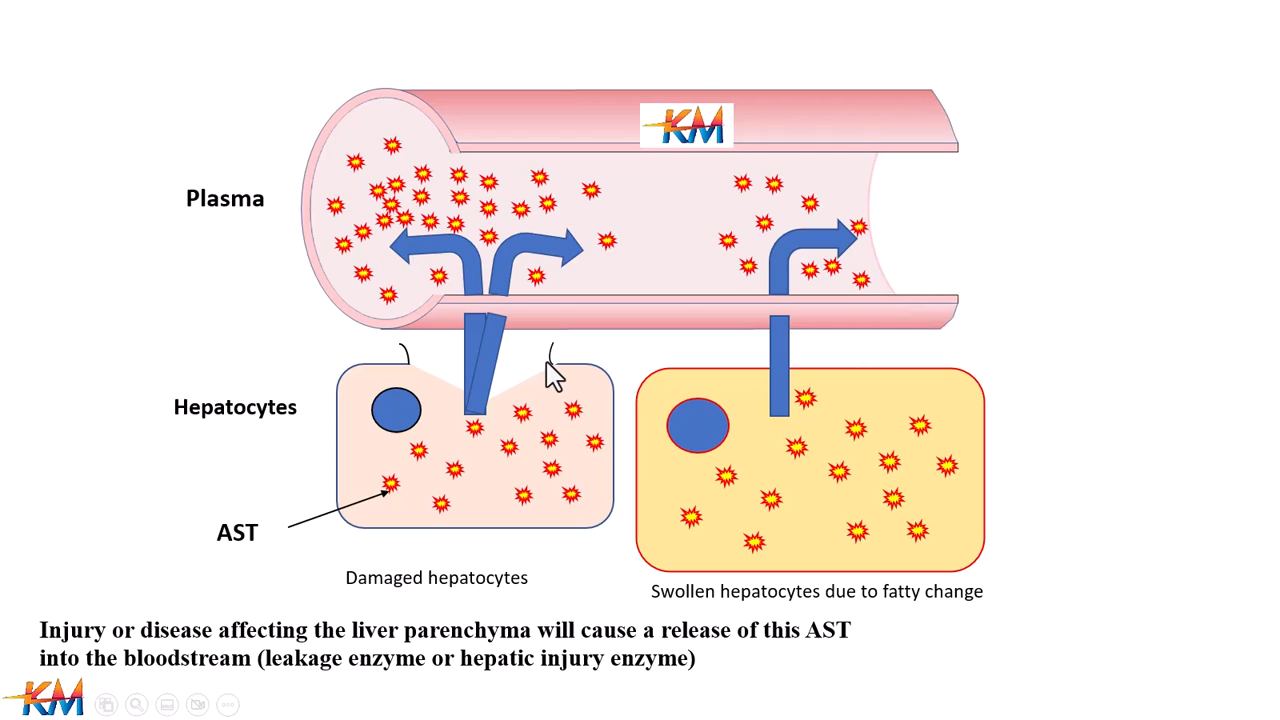 KM
Plasma
Hepatocytes
AST
Damaged hepatocytes
Swollen hepatocytes due to fatty change
Injury or disease affecting the liver parenchyma will cause a release of this AST
into the bloodstream (leakage enzyme or hepatic injury enzyme)
KM